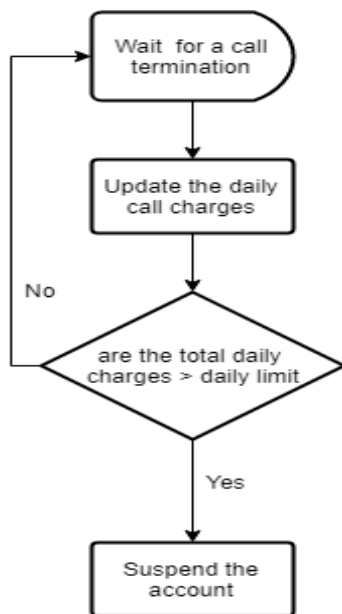 Wait for a call
termination
Update the daily
call charges
No
are the total daily
charges > daily limit
Yes
Suspend the
account